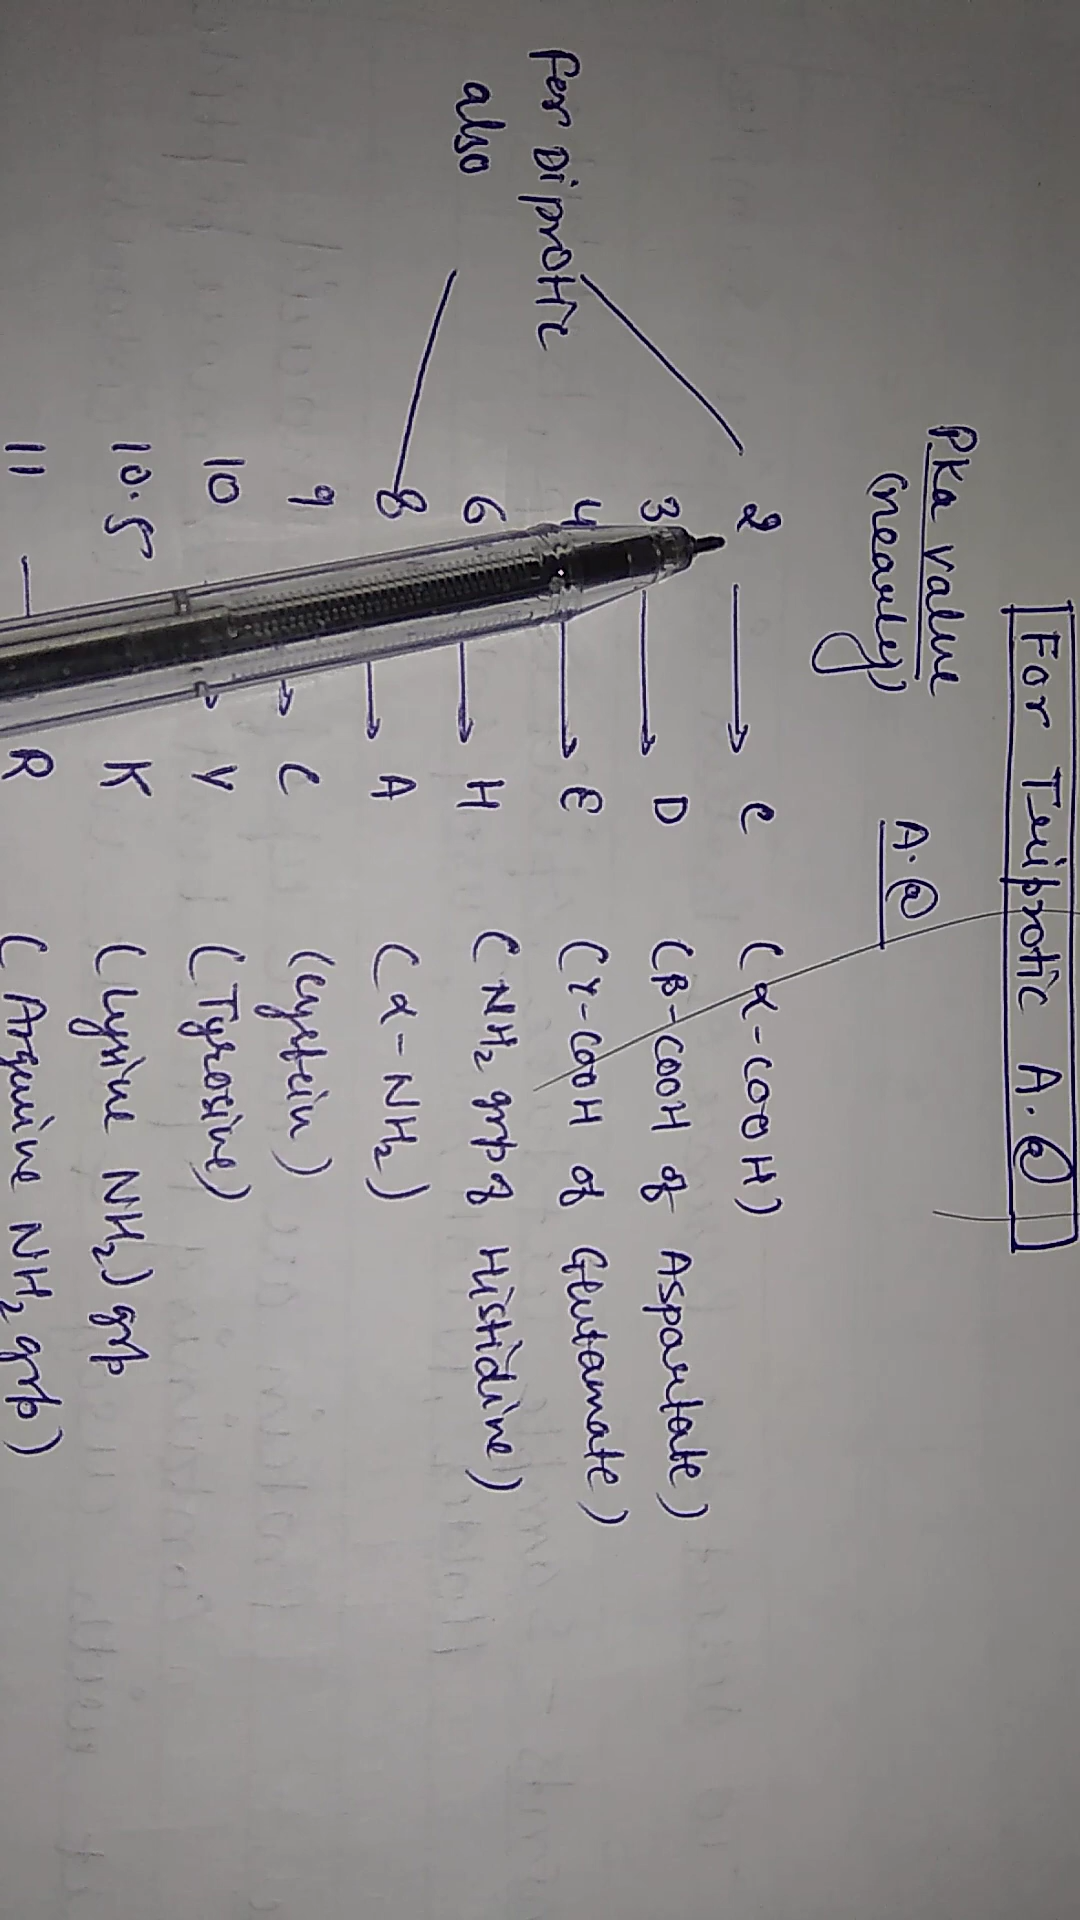 For Triprotic A.a
Pka value A.a
(nearly)
2 → C (α-COOH)
3 → D (β-COOH of Aspartate)
For Diprotic also
4 → E (γ-COOH of Glutamate)
6 → H (NH₂ grp of Histidine)
8 → A (α-NH₂)
9 → C (Cystein)
10 → Y (Tyrosine)
10.5 K (Lysine NH₂) grp
11 — R (Arginine NH₂ grp)